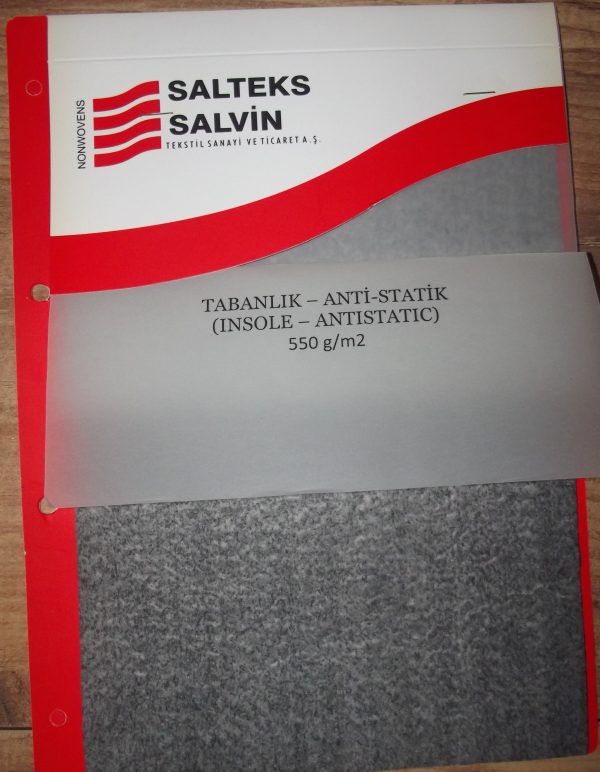 NONWOVENS
SALTEKS
SALVİN
TEKSTİL SANAYİ VE TİCARET A.Ş.
TABANLIK – ANTİ-STATİK
(INSOLE – ANTISTATIC)
550 g/m2